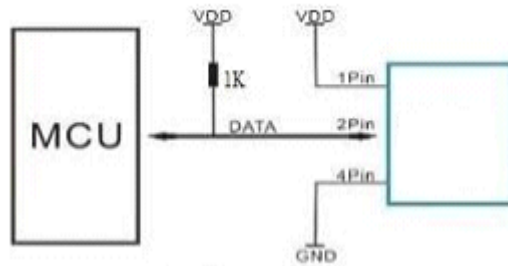 VDD VDD
1K
1Pin
MCU
DATA 2Pin
4Pin
GND